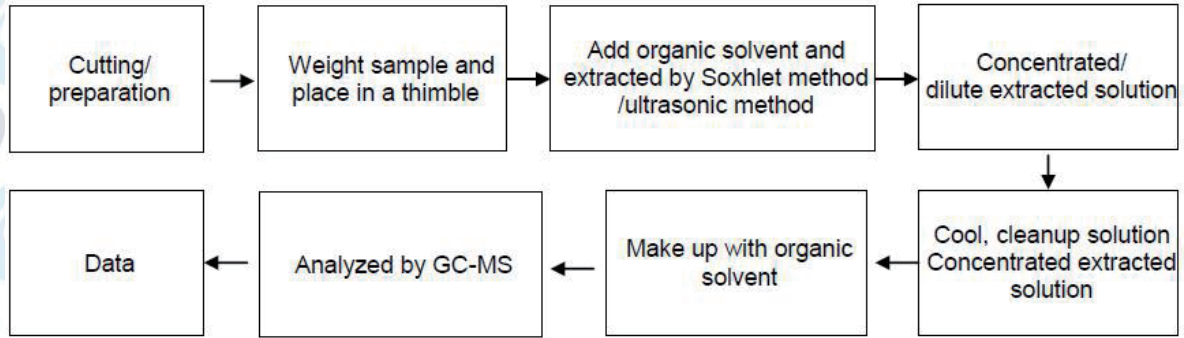 Cutting/
preparation
Weight sample and
place in a thimble
Add organic solvent and
extracted by Soxhlet method
/ultrasonic method
Concentrated/
dilute extracted solution
Cool, cleanup solution
Concentrated extracted
solution
Make up with organic
solvent
Analyzed by GC-MS
Data